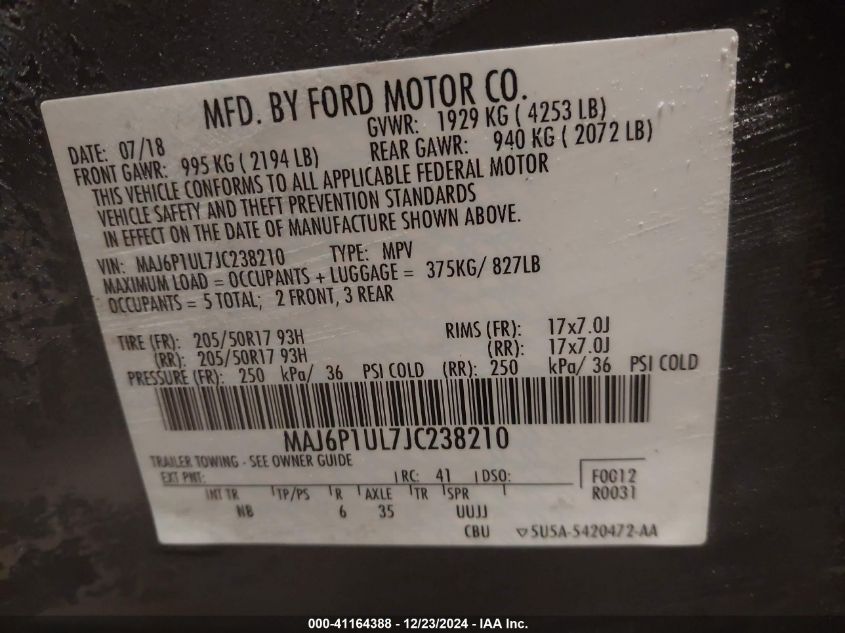 MFD. BY FORD MOTOR CO.
DATE: 07/18 GVWR: 1929 KG ( 4253 LB)
FRONT GAWR: 995 KG ( 2194 LB) REAR GAWR: 940 KG ( 2072 LB)
THIS VEHICLE CONFORMS TO ALL APPLICABLE FEDERAL MOTOR
VEHICLE SAFETY AND THEFT PREVENTION STANDARDS
IN EFFECT ON THE DATE OF MANUFACTURE SHOWN ABOVE.
VIN: MAJ6P1UL7JC238210 TYPE: MPV
MAXIMUM LOAD = OCCUPANTS + LUGGAGE = 375KG/ 827LB
OCCUPANTS = 5 TOTAL; 2 FRONT, 3 REAR
TIRE (FR): 205/50R17 93H RIMS (FR): 17x7.0J
(RR): 205/50R17 93H (RR): 17x7.0J
PRESSURE (FR): 250 kPa/ 36 PSI COLD (RR): 250 kPa/ 36 PSI COLD
MAJ6P1UL7JC238210
TRAILER TOWING - SEE OWNER GUIDE
EXT PNT: RC: 41 DSO: F0G12
INT TR TP/PS R AXLE TR SPR R0031
NB 6 35 UUJJ
CBU ▽5U5A-5420472-AA
000-41164388 - 12/23/2024 - IAA Inc.